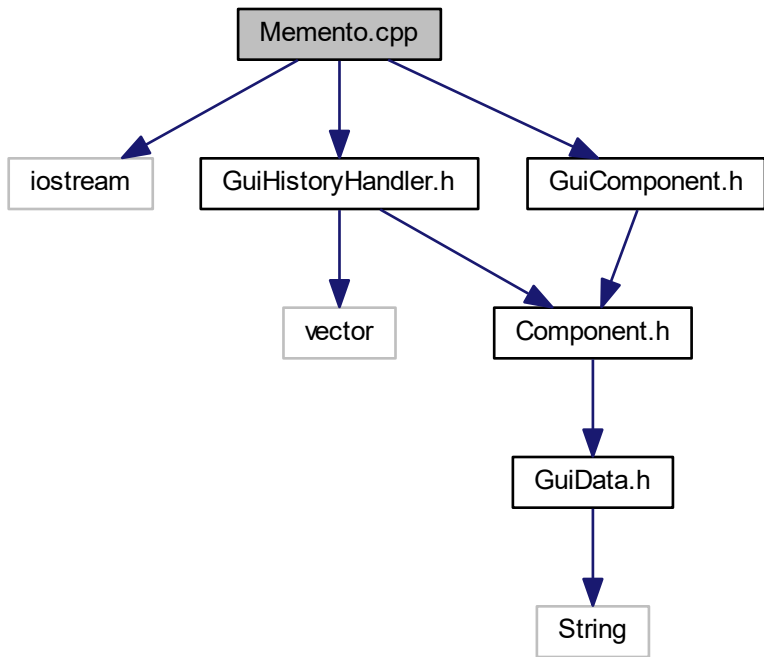 Memento.cpp
iostream
GuiHistoryHandler.h
GuiComponent.h
vector
Component.h
GuiData.h
String